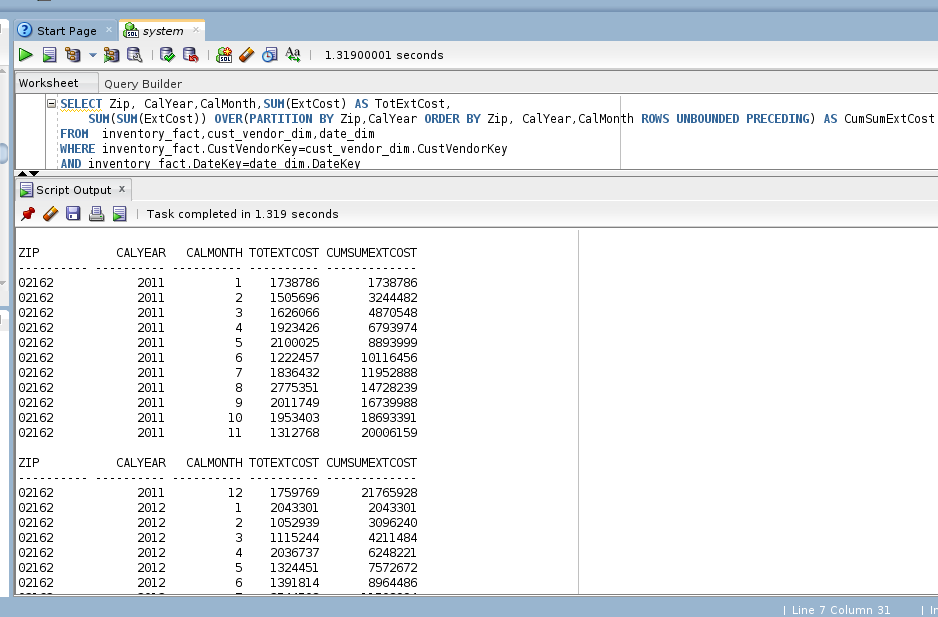 Start Page
system
1.31900001 seconds
Worksheet Query Builder
SELECT Zip, CalYear,CalMonth,SUM(ExtCost) AS TotExtCost,
SUM(SUM(ExtCost)) OVER(PARTITION BY Zip,CalYear ORDER BY Zip, CalYear,CalMonth ROWS UNBOUNDED PRECEDING) AS CumSumExtCost
FROM inventory_fact,cust_vendor_dim,date_dim
WHERE inventory_fact.CustVendorKey=cust_vendor_dim.CustVendorKey
AND inventory_fact.DateKey=date_dim.DateKey
Script Output x
Task completed in 1.319 seconds
ZIP CALYEAR CALMONTH TOTEXTCOST CUMSUMEXTCOST
---------- ---------- ---------- ---------- -------------
02162 2011 1 1738786 1738786
02162 2011 2 1505696 3244482
02162 2011 3 1626066 4870548
02162 2011 4 1923426 6793974
02162 2011 5 2100025 8893999
02162 2011 6 1222457 10116456
02162 2011 7 1836432 11952888
02162 2011 8 2775351 14728239
02162 2011 9 2011749 16739988
02162 2011 10 1953403 18693391
02162 2011 11 1312768 20006159
ZIP CALYEAR CALMONTH TOTEXTCOST CUMSUMEXTCOST
---------- ---------- ---------- ---------- -------------
02162 2011 12 1759769 21765928
02162 2012 1 2043301 2043301
02162 2012 2 1052939 3096240
02162 2012 3 1115244 4211484
02162 2012 4 2036737 6248221
02162 2012 5 1324451 7572672
02162 2012 6 1391814 8964486
| Line 7 Column 31 | In